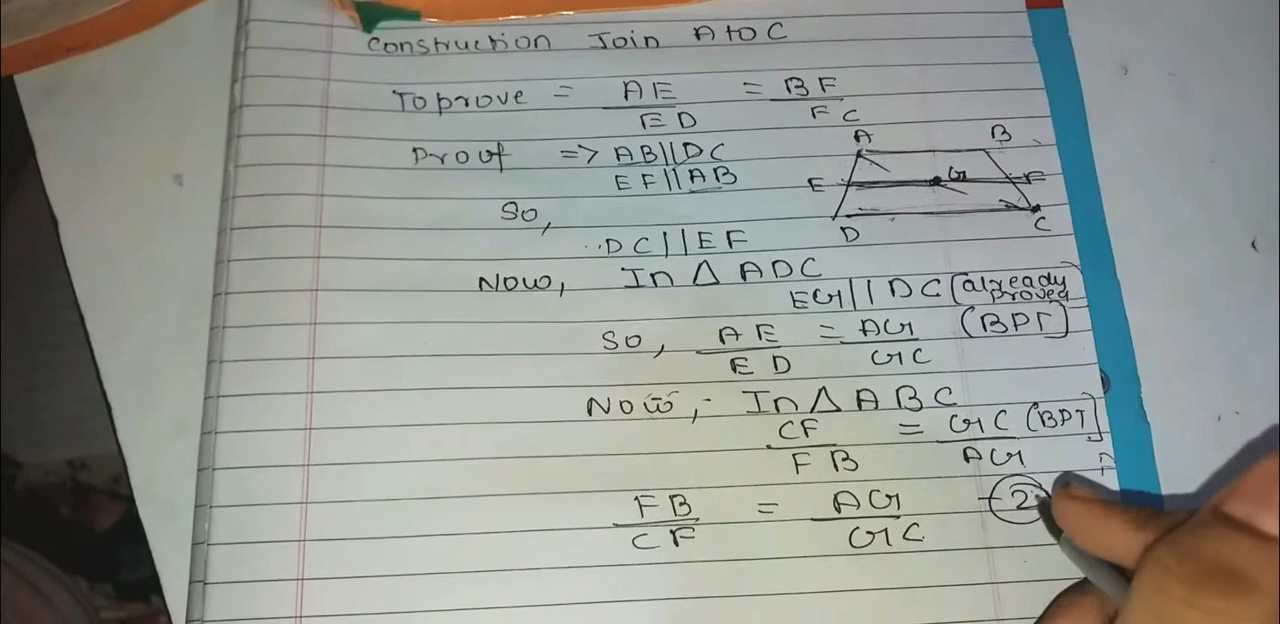 Construction Join A to C
To prove = AE/ED = BF/FC
Proof => AB||DC
EF||AB
A B
E G F
D C
So,
DC||EF
Now, In Δ ADC
EG||DC (already proved)
So, AE/ED = AG/GC (BPT)
Now, In Δ ABC
CF/FB = GC/AG (BPT)
FB/CF = AG/GC -(2)